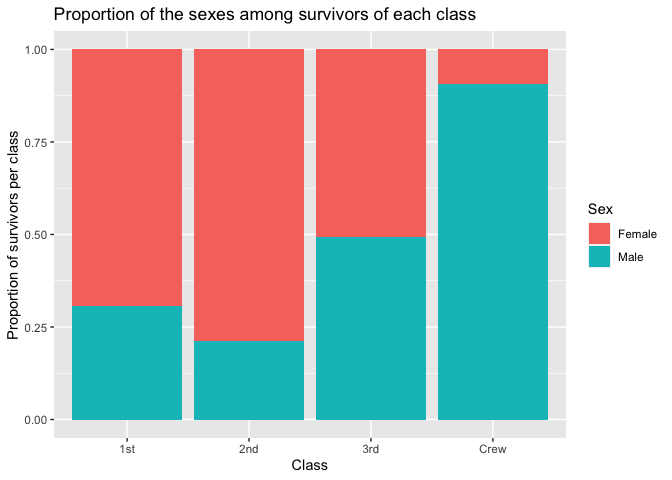 Proportion of the sexes among survivors of each class
Proportion of survivors per class
1.00
0.75
0.50
0.25
0.00
1st
2nd
3rd
Crew
Class
Sex
Female
Male